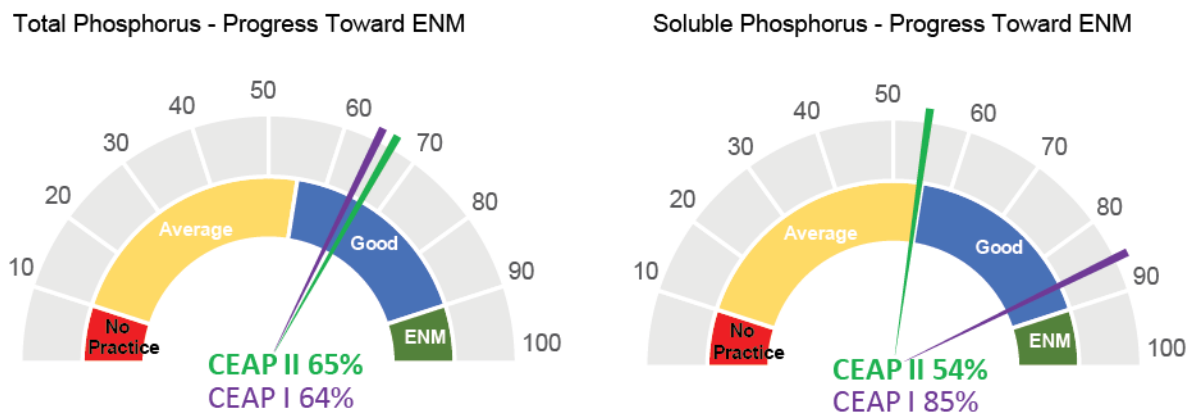 Total Phosphorus - Progress Toward ENM
50
40
60
30
70
20
80
Average
Good
10
90
No
Practice
ENM
100
CEAP II 65%
CEAP I 64%
Soluble Phosphorus - Progress Toward ENM
50
40
60
30
70
20
80
Average
Good
10
90
No
Practice
ENM
100
CEAP II 54%
CEAP I 85%